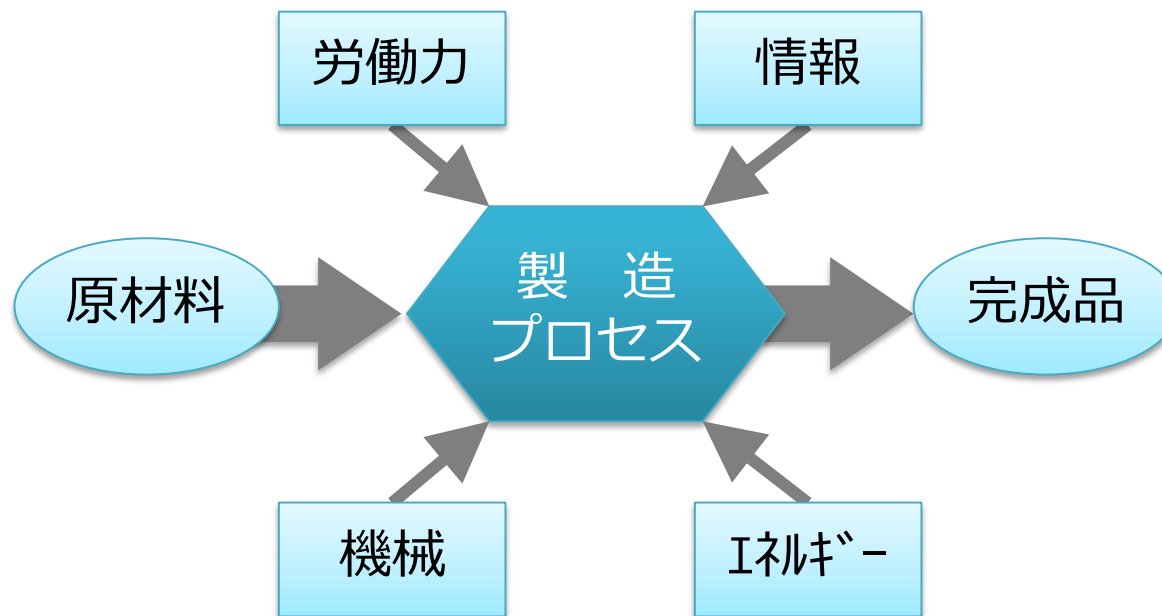 労働力
情報
原材料
製　造
プロセス
完成品
機械
ｴﾈﾙｷﾞｰ